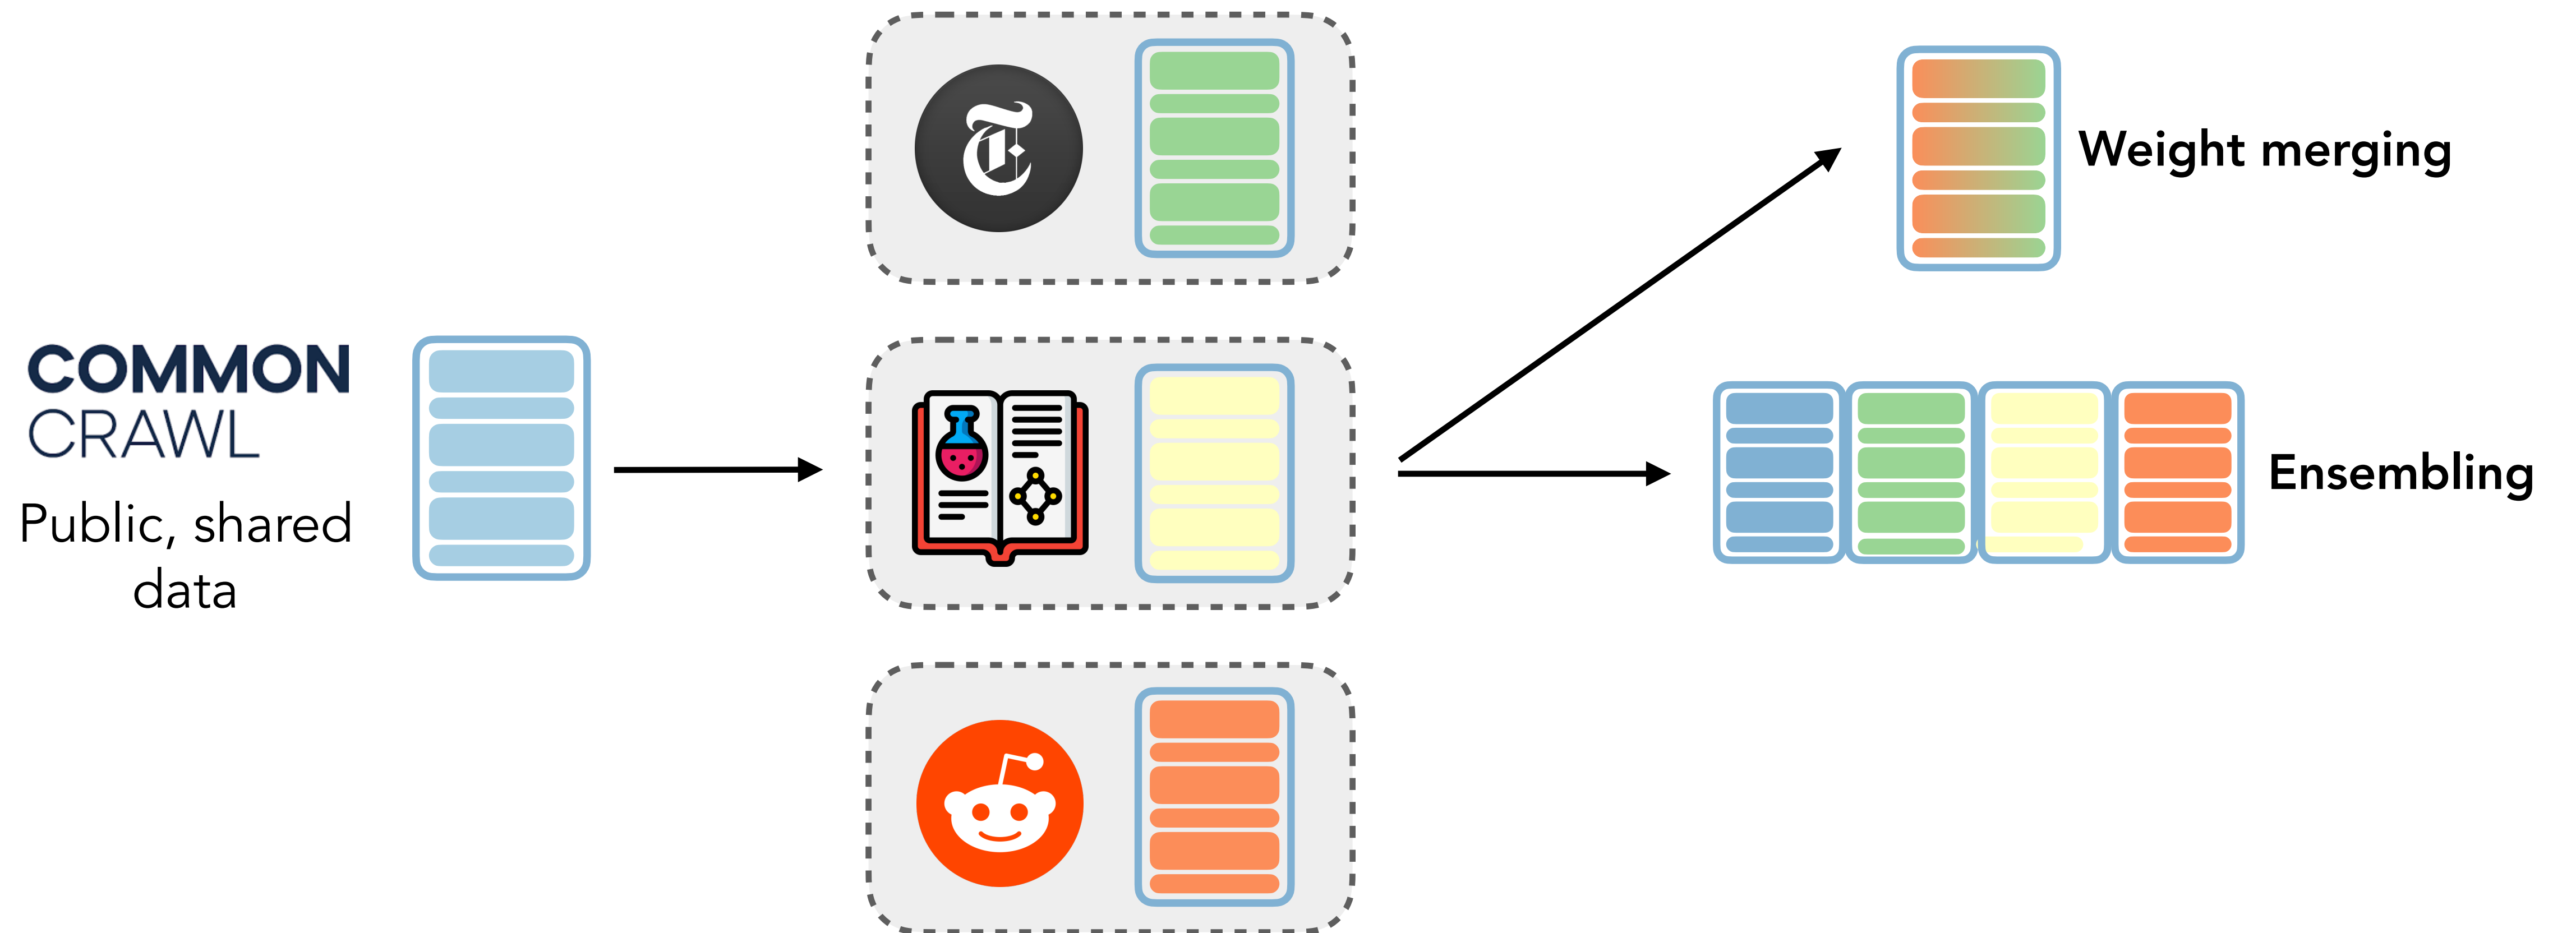 COMMON
CRAWL
Public, shared
data
T
Weight merging
Ensembling